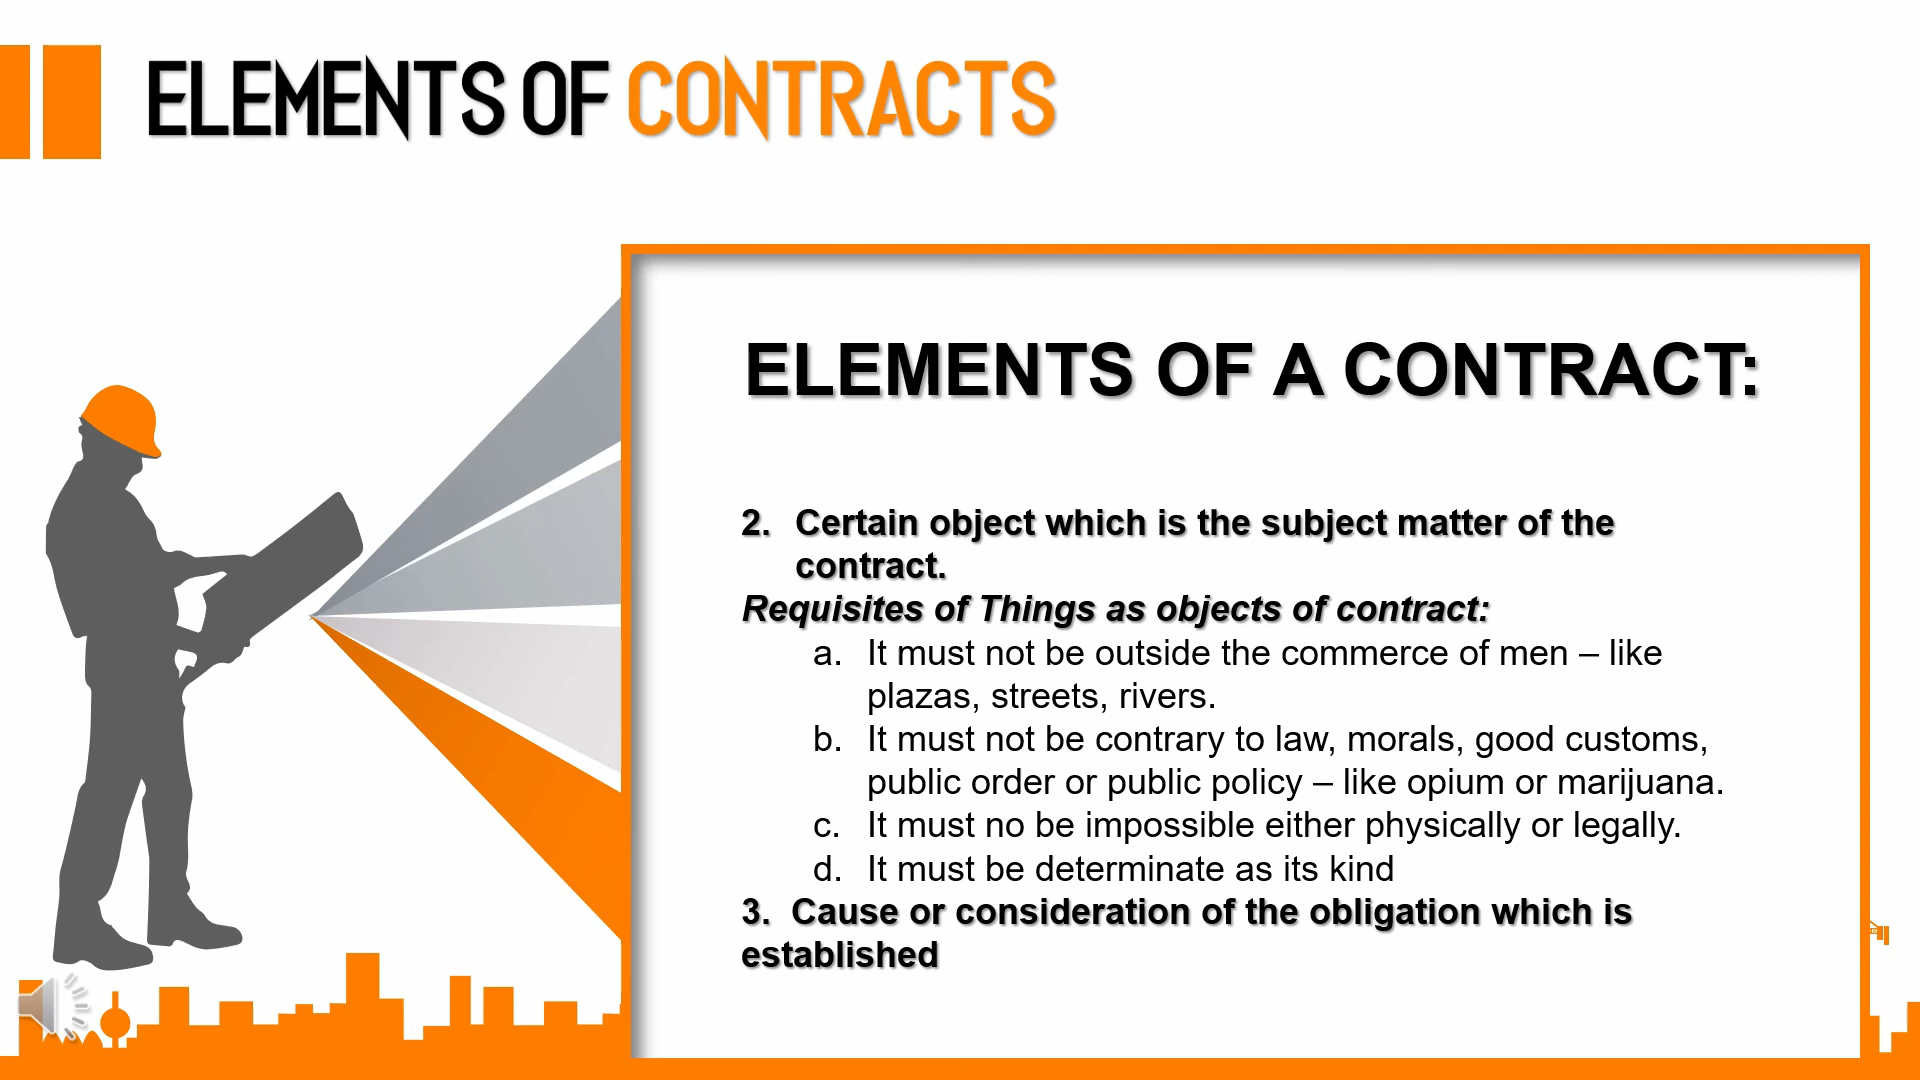 ELEMENTS OF CONTRACTS
ELEMENTS OF A CONTRACT:
2. Certain object which is the subject matter of the
contract.
Requisites of Things as objects of contract:
a. It must not be outside the commerce of men – like
plazas, streets, rivers.
b. It must not be contrary to law, morals, good customs,
public order or public policy – like opium or marijuana.
c. It must no be impossible either physically or legally.
d. It must be determinate as its kind
3. Cause or consideration of the obligation which is
established